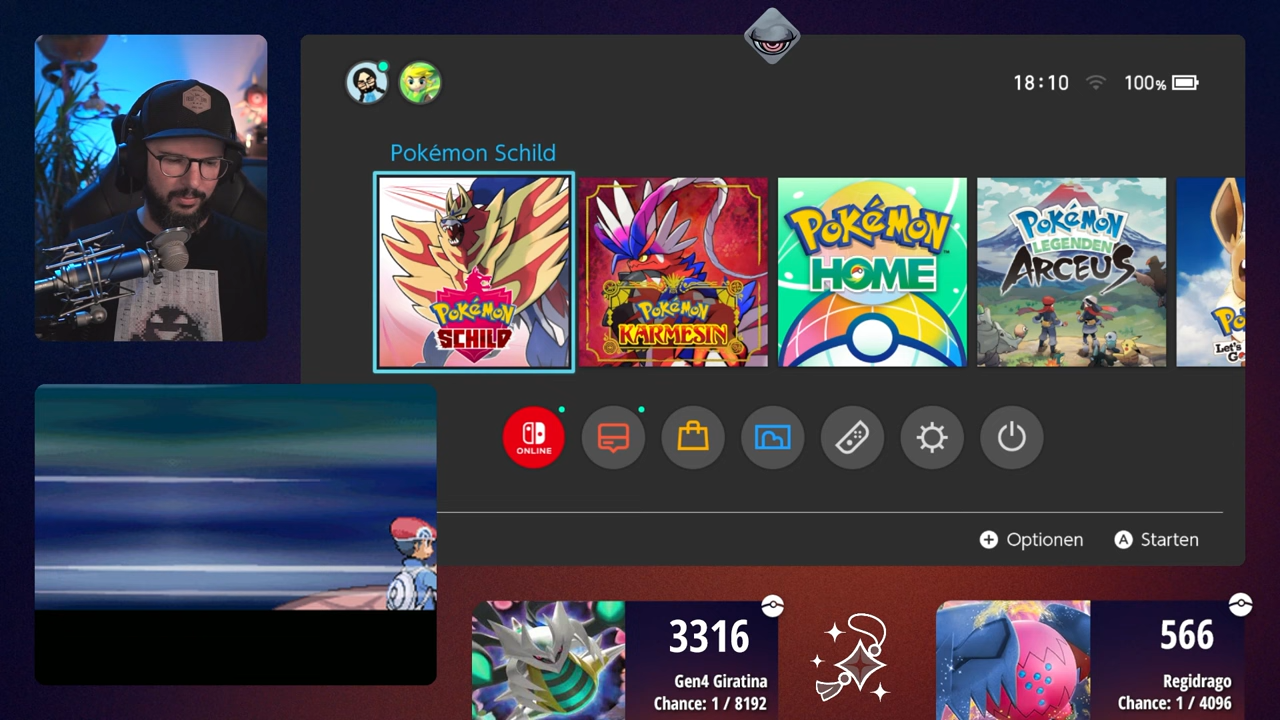 18:10
100%
Pokémon Schild
Pokémon
SCHILD
Pokémon
KARMESIN
Pokémon
HOME
Pokémon
LEGENDEN
ARCEUS
Let's
ONLINE
Optionen
A Starten
3316
Gen4 Giratina
Chance: 1 / 8192
566
Regidrago
Chance: 1 / 4096